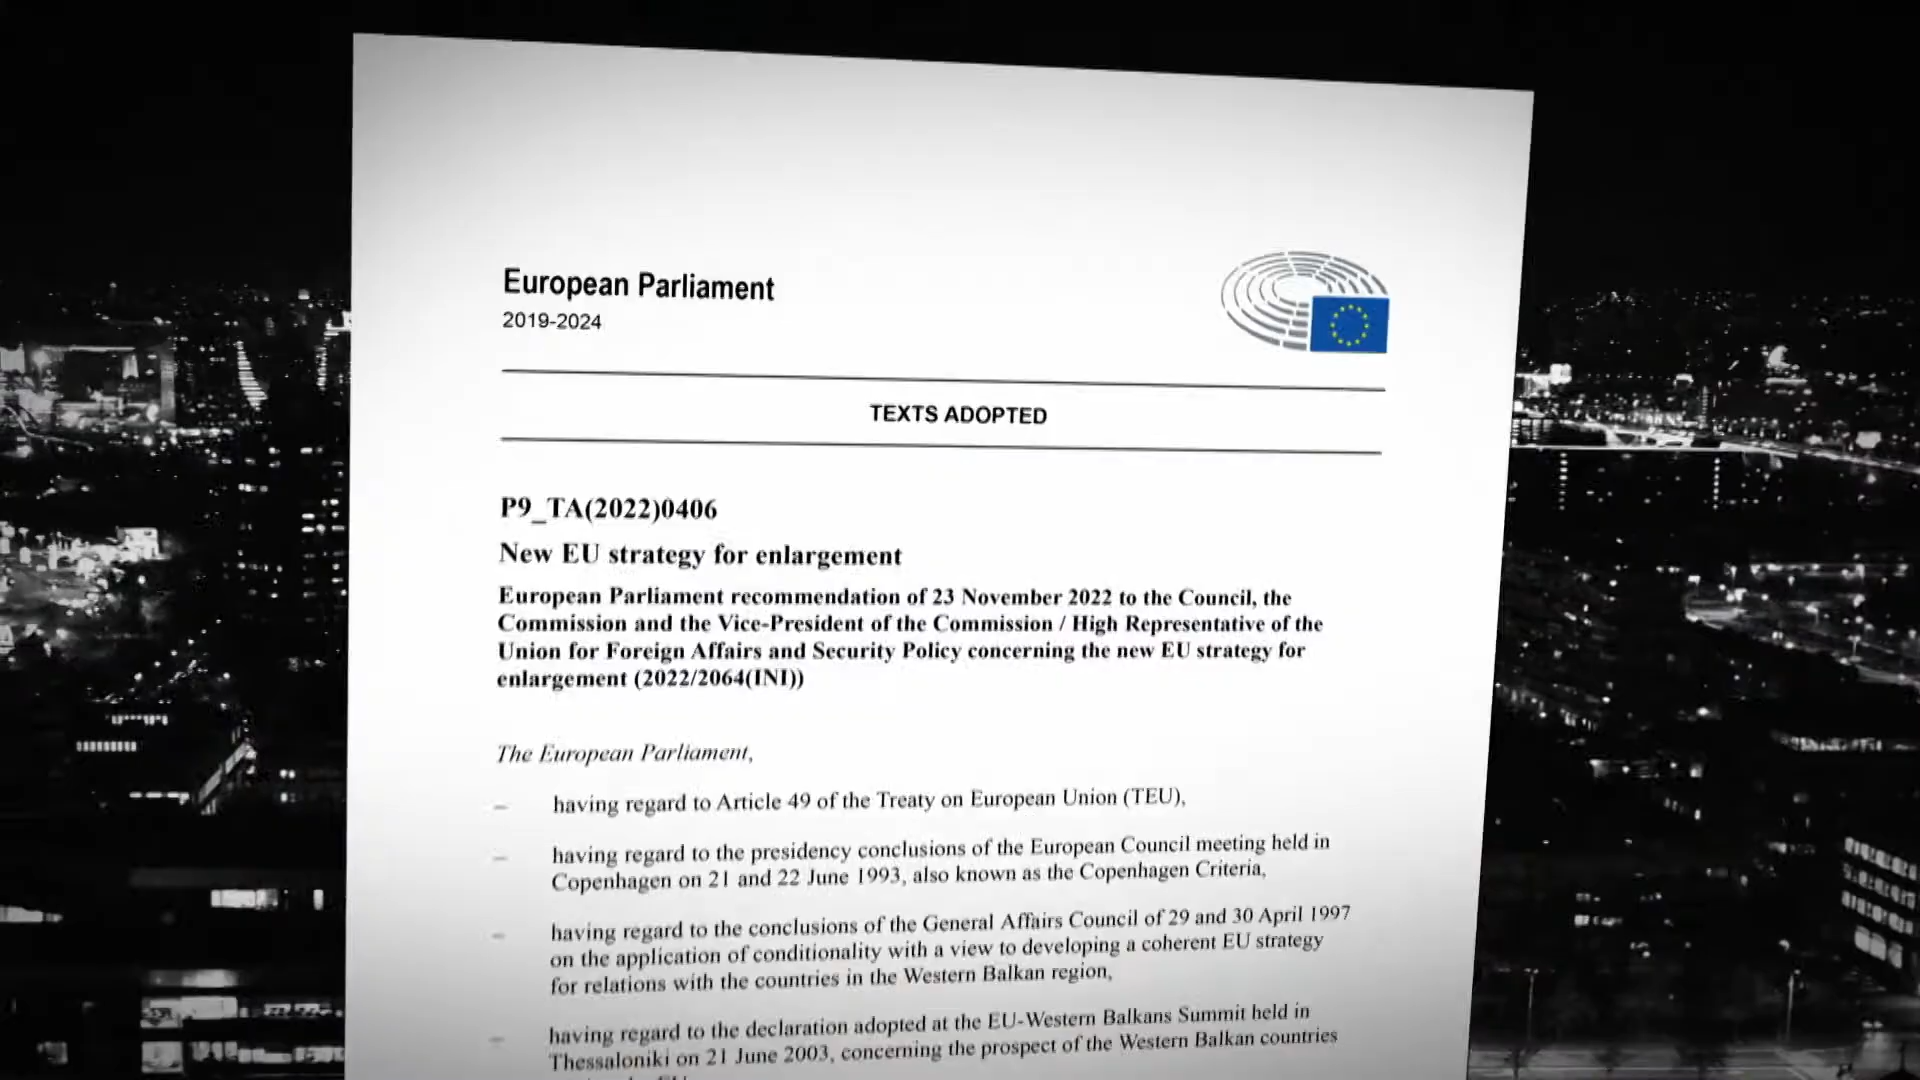 European Parliament
2019-2024
TEXTS ADOPTED
P9_TA(2022)0406
New EU strategy for enlargement
European Parliament recommendation of 23 November 2022 to the Council, the
Commission and the Vice-President of the Commission / High Representative of the
Union for Foreign Affairs and Security Policy concerning the new EU strategy for
enlargement (2022/2064(INI))
The European Parliament,
– having regard to Article 49 of the Treaty on European Union (TEU),
– having regard to the presidency conclusions of the European Council meeting held in
Copenhagen on 21 and 22 June 1993, also known as the Copenhagen Criteria,
– having regard to the conclusions of the General Affairs Council of 29 and 30 April 1997
on the application of conditionality with a view to developing a coherent EU strategy
for relations with the countries in the Western Balkan region,
– having regard to the declaration adopted at the EU-Western Balkans Summit held in
Thessaloniki on 21 June 2003, concerning the prospect of the Western Balkan countries